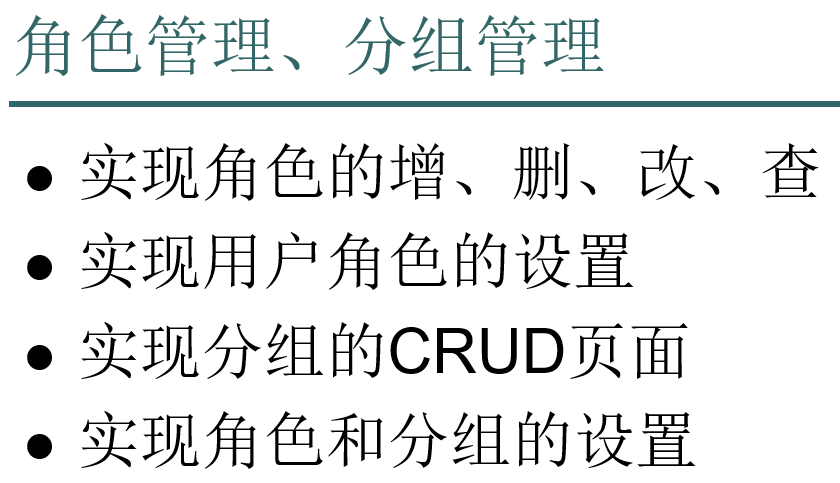 角色管理、分组管理
● 实现角色的增、删、改、查
● 实现用户角色的设置
● 实现分组的CRUD页面
● 实现角色和分组的设置